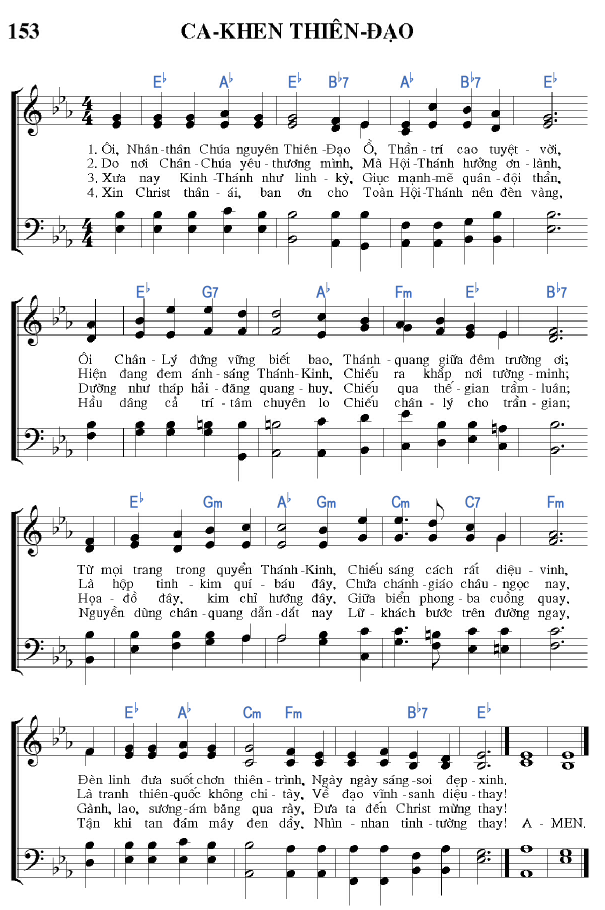 153 CA-KHEN THIÊN-ĐẠO
E♭ A♭ E♭ B♭7 A♭ B♭7 E♭
1. Ôi, Nhân-thân Chúa nguyên Thiên-Đạo Ồ, Thần-trí cao tuyệt-vời,
2. Do nơi Chân-Chúa yêu-thương mình, Mà Hội-Thánh hưởng ơn-lành,
3. Xưa nay Kinh-Thánh như linh-kỳ, Giục mạnh-mẽ quân-đội thần,
4. Xin Christ thân-ái, ban ơn cho Toàn Hội-Thánh nên đèn vàng,
E♭ G7 A♭ Fm E♭ B♭7
Ôi Chân-Lý đứng vững biết bao, Thánh-quang giữa đêm trường ơi;
Hiện đang đem ánh-sáng Thánh-Kinh, Chiếu ra khắp nơi tường-minh;
Dường như tháp hải-đăng quang-huy, Chiếu qua thế-gian trầm-luân;
Hầu dâng cả trí-tâm chuyên lo Chiếu chân-lý cho trần-gian;
E♭ Gm A♭ Gm Cm C7 Fm
Từ mọi trang trong quyển Thánh-Kinh, Chiếu sáng cách rất diệu-vinh,
Là hộp tinh-kim quí-báu đây, Chứa chánh-giáo châu-ngọc nay,
Họa-đồ đây, kim chỉ hướng đây, Giữa biển phong-ba cuồng quay,
Nguyền dùng chân-quang dẫn-dắt nay Lữ-khách bước trên đường ngay,
E♭ A♭ Cm Fm B♭7 E♭
Đèn linh đưa suốt chơn thiên-trình, Ngày ngày sáng-soi đẹp-xinh,
Là tranh thiên-quốc không chi-tày, Vẽ đạo vĩnh-sanh diệu-thay!
Gành, lao, sương-ám băng qua rày, Đưa ta đến Christ mừng thay!
Tận khi tan đám mây đen dầy, Nhìn-nhan tinh-tường thay! A-MEN.